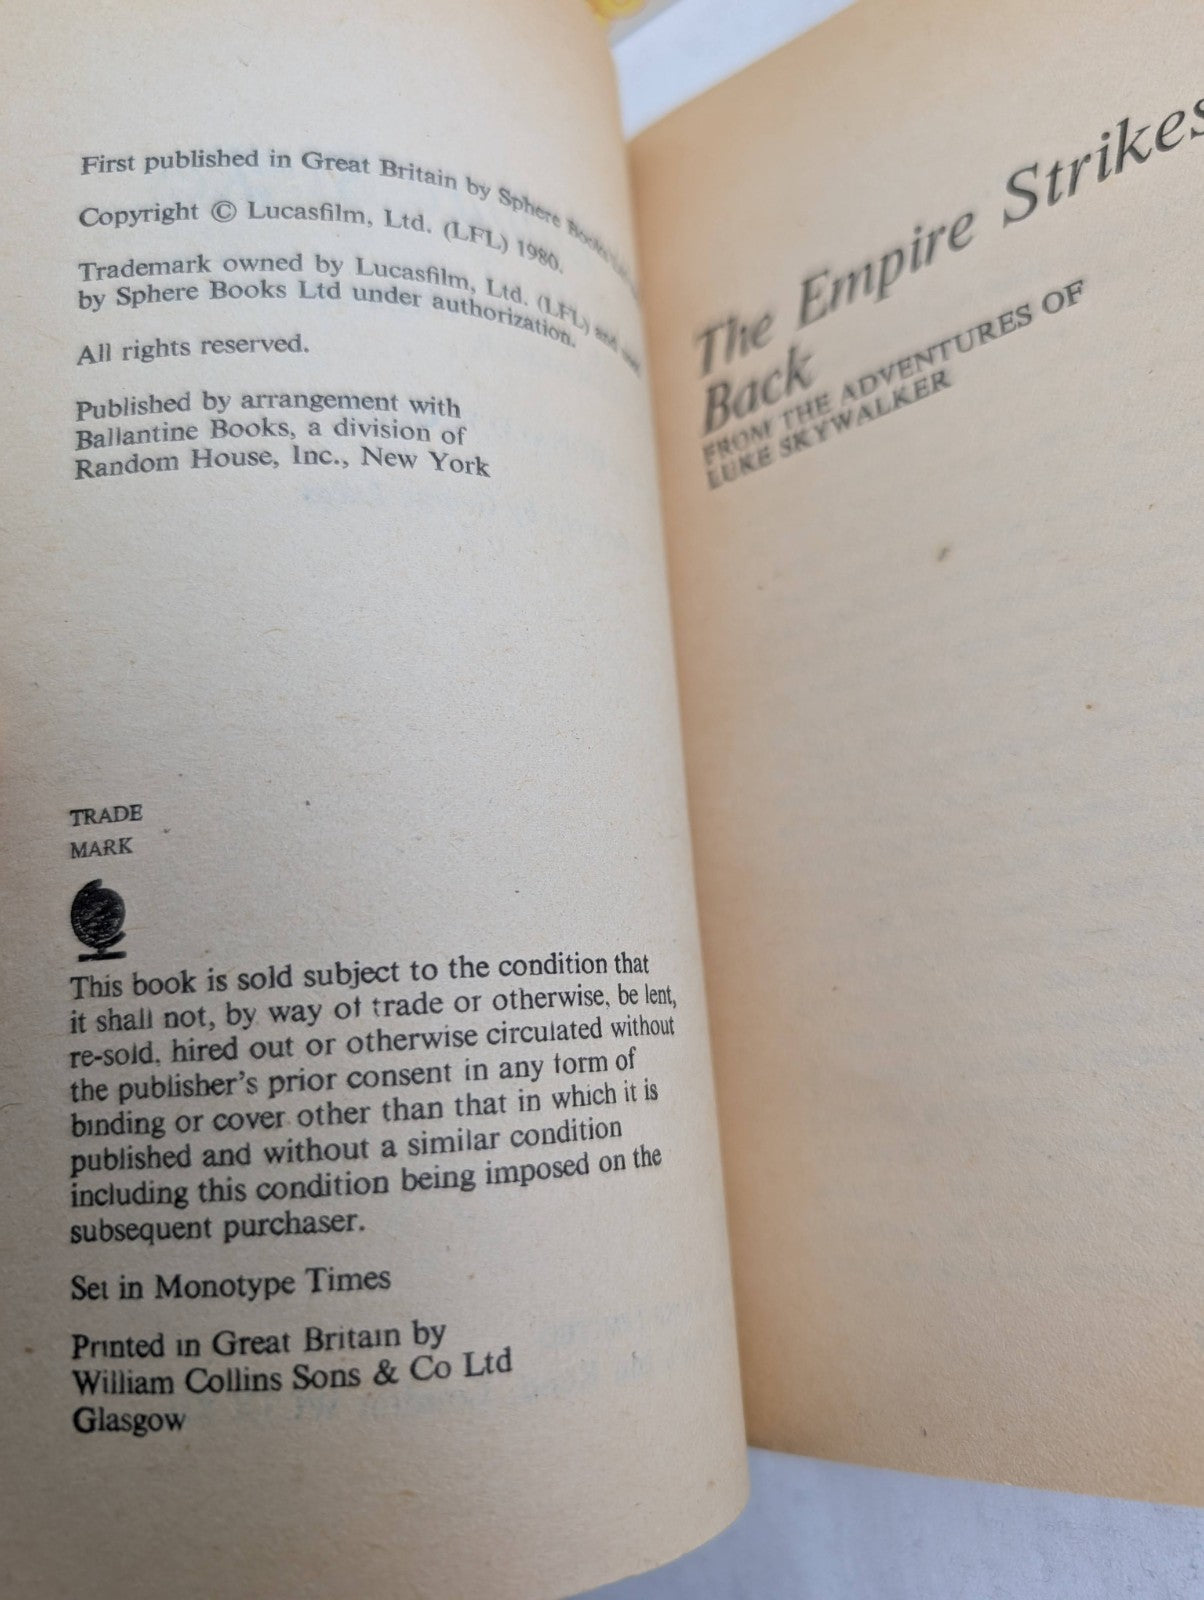 First published in Great Britain by Sphere Books
Copyright © Lucasfilm, Ltd. (LFL) 1980.
Trademark owned by Lucasfilm, Ltd. (LFL) and used
by Sphere Books Ltd under authorization.
All rights reserved.
Published by arrangement with
Ballantine Books, a division of
Random House, Inc., New York
TRADE
MARK
This book is sold subject to the condition that
it shall not, by way of trade or otherwise, be lent,
re-sold, hired out or otherwise circulated without
the publisher's prior consent in any form of
binding or cover other than that in which it is
published and without a similar condition
including this condition being imposed on the
subsequent purchaser.
Set in Monotype Times
Printed in Great Britain by
William Collins Sons & Co Ltd
Glasgow
The Empire Strikes
Back
FROM THE ADVENTURES OF
LUKE SKYWALKER